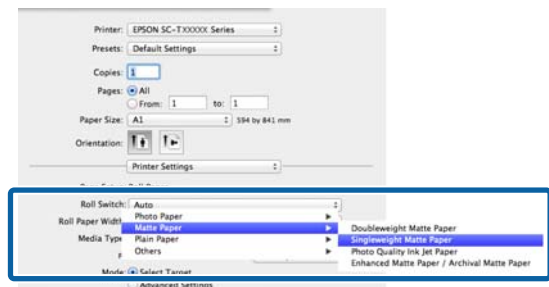 Printer: EPSON SC-TXXXXX Series
Presets: Default Settings
Copies: 1
Pages: All
From: 1 to: 1
Paper Size: A1 594 by 841 mm
Orientation:
Printer Settings
Roll Switch: Auto
Photo Paper
Roll Paper Width
Matte Paper
Doubleweight Matte Paper
Media Type
Plain Paper
Singleweight Matte Paper
Others
Photo Quality Ink Jet Paper
Enhanced Matte Paper / Archival Matte Paper
Mode: Select Target
Advanced Settings